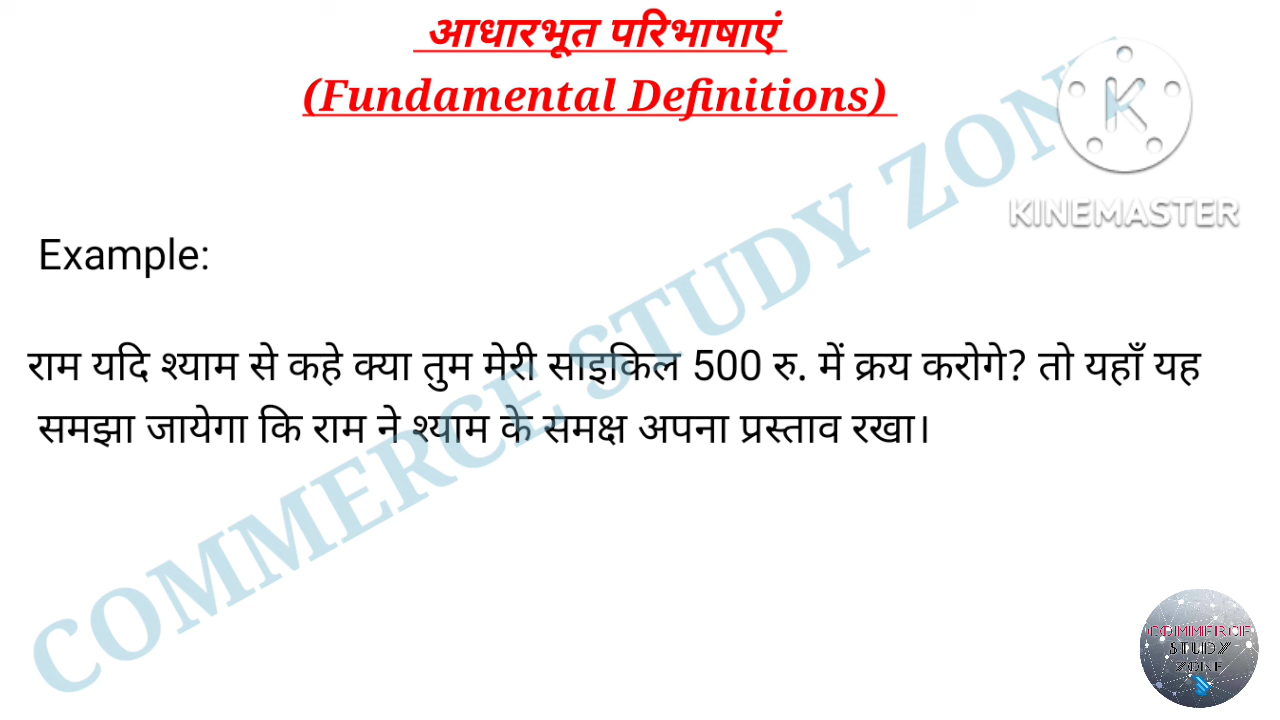 आधारभूत परिभाषाएं
(Fundamental Definitions)
KINEMASTER
Example:
राम यदि श्याम से कहे क्या तुम मेरी साइकिल 500 रु. में क्रय करोगे? तो यहाँ यह
समझा जायेगा कि राम ने श्याम के समक्ष अपना प्रस्ताव रखा।
COMMERCE STUDY ZONE
COMMERCE
STUDY
ZONE